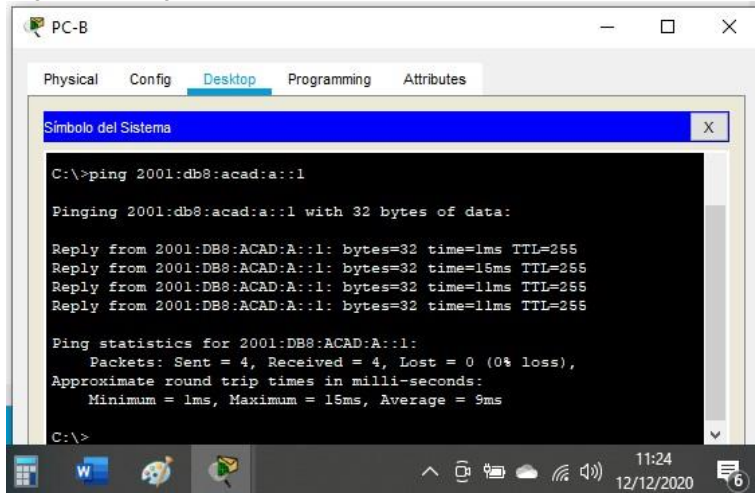 PC-B
Physical Config Desktop Programming Attributes
Símbolo del Sistema X
C:\>ping 2001:db8:acad:a::1
Pinging 2001:db8:acad:a::1 with 32 bytes of data:
Reply from 2001:DB8:ACAD:A::1: bytes=32 time=1ms TTL=255
Reply from 2001:DB8:ACAD:A::1: bytes=32 time=15ms TTL=255
Reply from 2001:DB8:ACAD:A::1: bytes=32 time=11ms TTL=255
Reply from 2001:DB8:ACAD:A::1: bytes=32 time=11ms TTL=255
Ping statistics for 2001:DB8:ACAD:A::1:
Packets: Sent = 4, Received = 4, Lost = 0 (0% loss),
Approximate round trip times in milli-seconds:
Minimum = 1ms, Maximum = 15ms, Average = 9ms
C:\>
W
11:24
12/12/2020
6